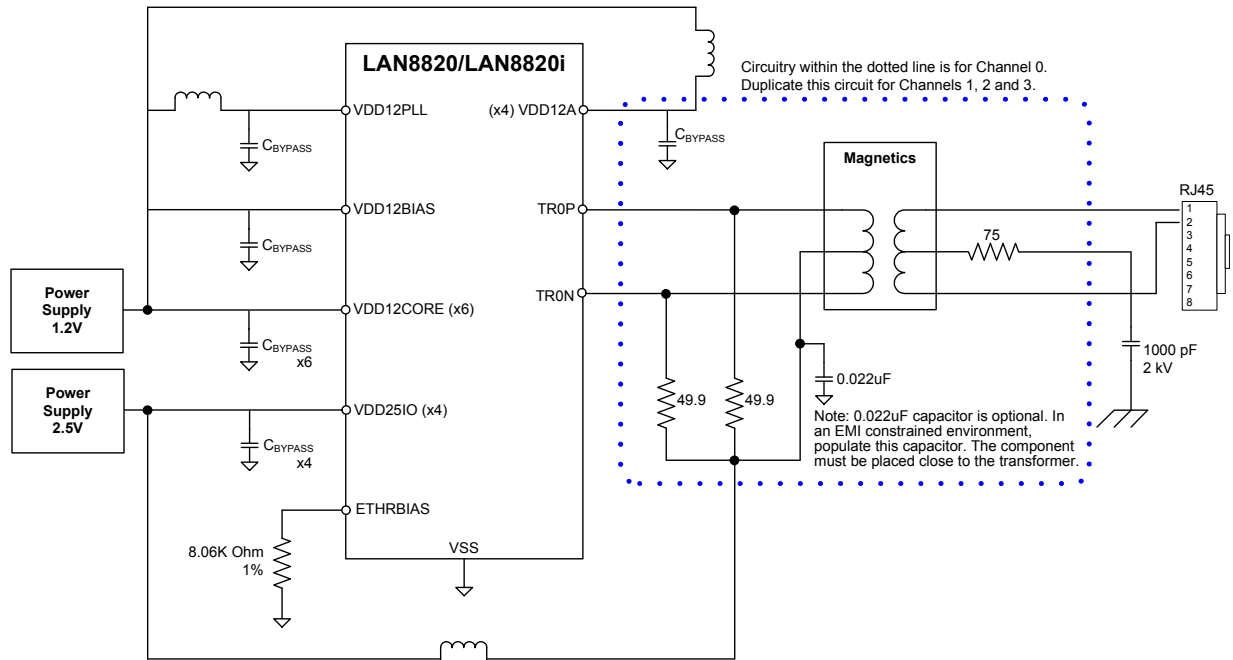 LAN8820/LAN8820i
Circuitry within the dotted line is for Channel 0.
Duplicate this circuit for Channels 1, 2 and 3.
VDD12PLL
(x4) VDD12A
CBYPASS
CBYPASS
Magnetics
RJ45
VDD12BIAS
TR0P
1
2
3
4
5
6
7
8
75
CBYPASS
Power
Supply
1.2V
VDD12CORE (x6)
TR0N
CBYPASS
x6
1000 pF
2 kV
Power
Supply
2.5V
VDD25IO (x4)
49.9
49.9
0.022uF
Note: 0.022uF capacitor is optional. In
an EMI constrained environment,
populate this capacitor. The component
must be placed close to the transformer.
CBYPASS
x4
ETHRBIAS
8.06K Ohm
1%
VSS